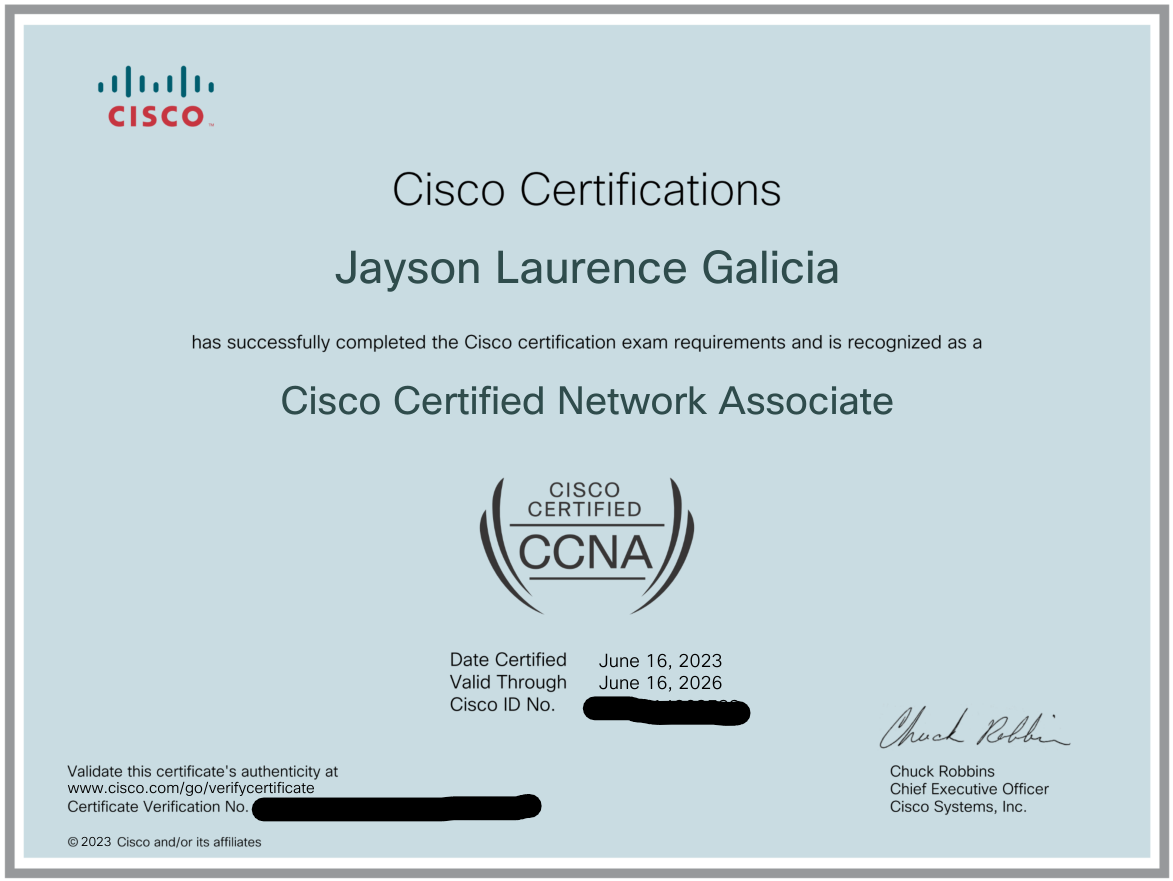 CISCO™
Cisco Certifications
Jayson Laurence Galicia
has successfully completed the Cisco certification exam requirements and is recognized as a
Cisco Certified Network Associate
CISCO
CERTIFIED
CCNA
Date Certified June 16, 2023
Valid Through June 16, 2026
Cisco ID No.
Chuck Robbins
Validate this certificate's authenticity at
www.cisco.com/go/verifycertificate
Certificate Verification No.
© 2023 Cisco and/or its affiliates
Chuck Robbins
Chief Executive Officer
Cisco Systems, Inc.